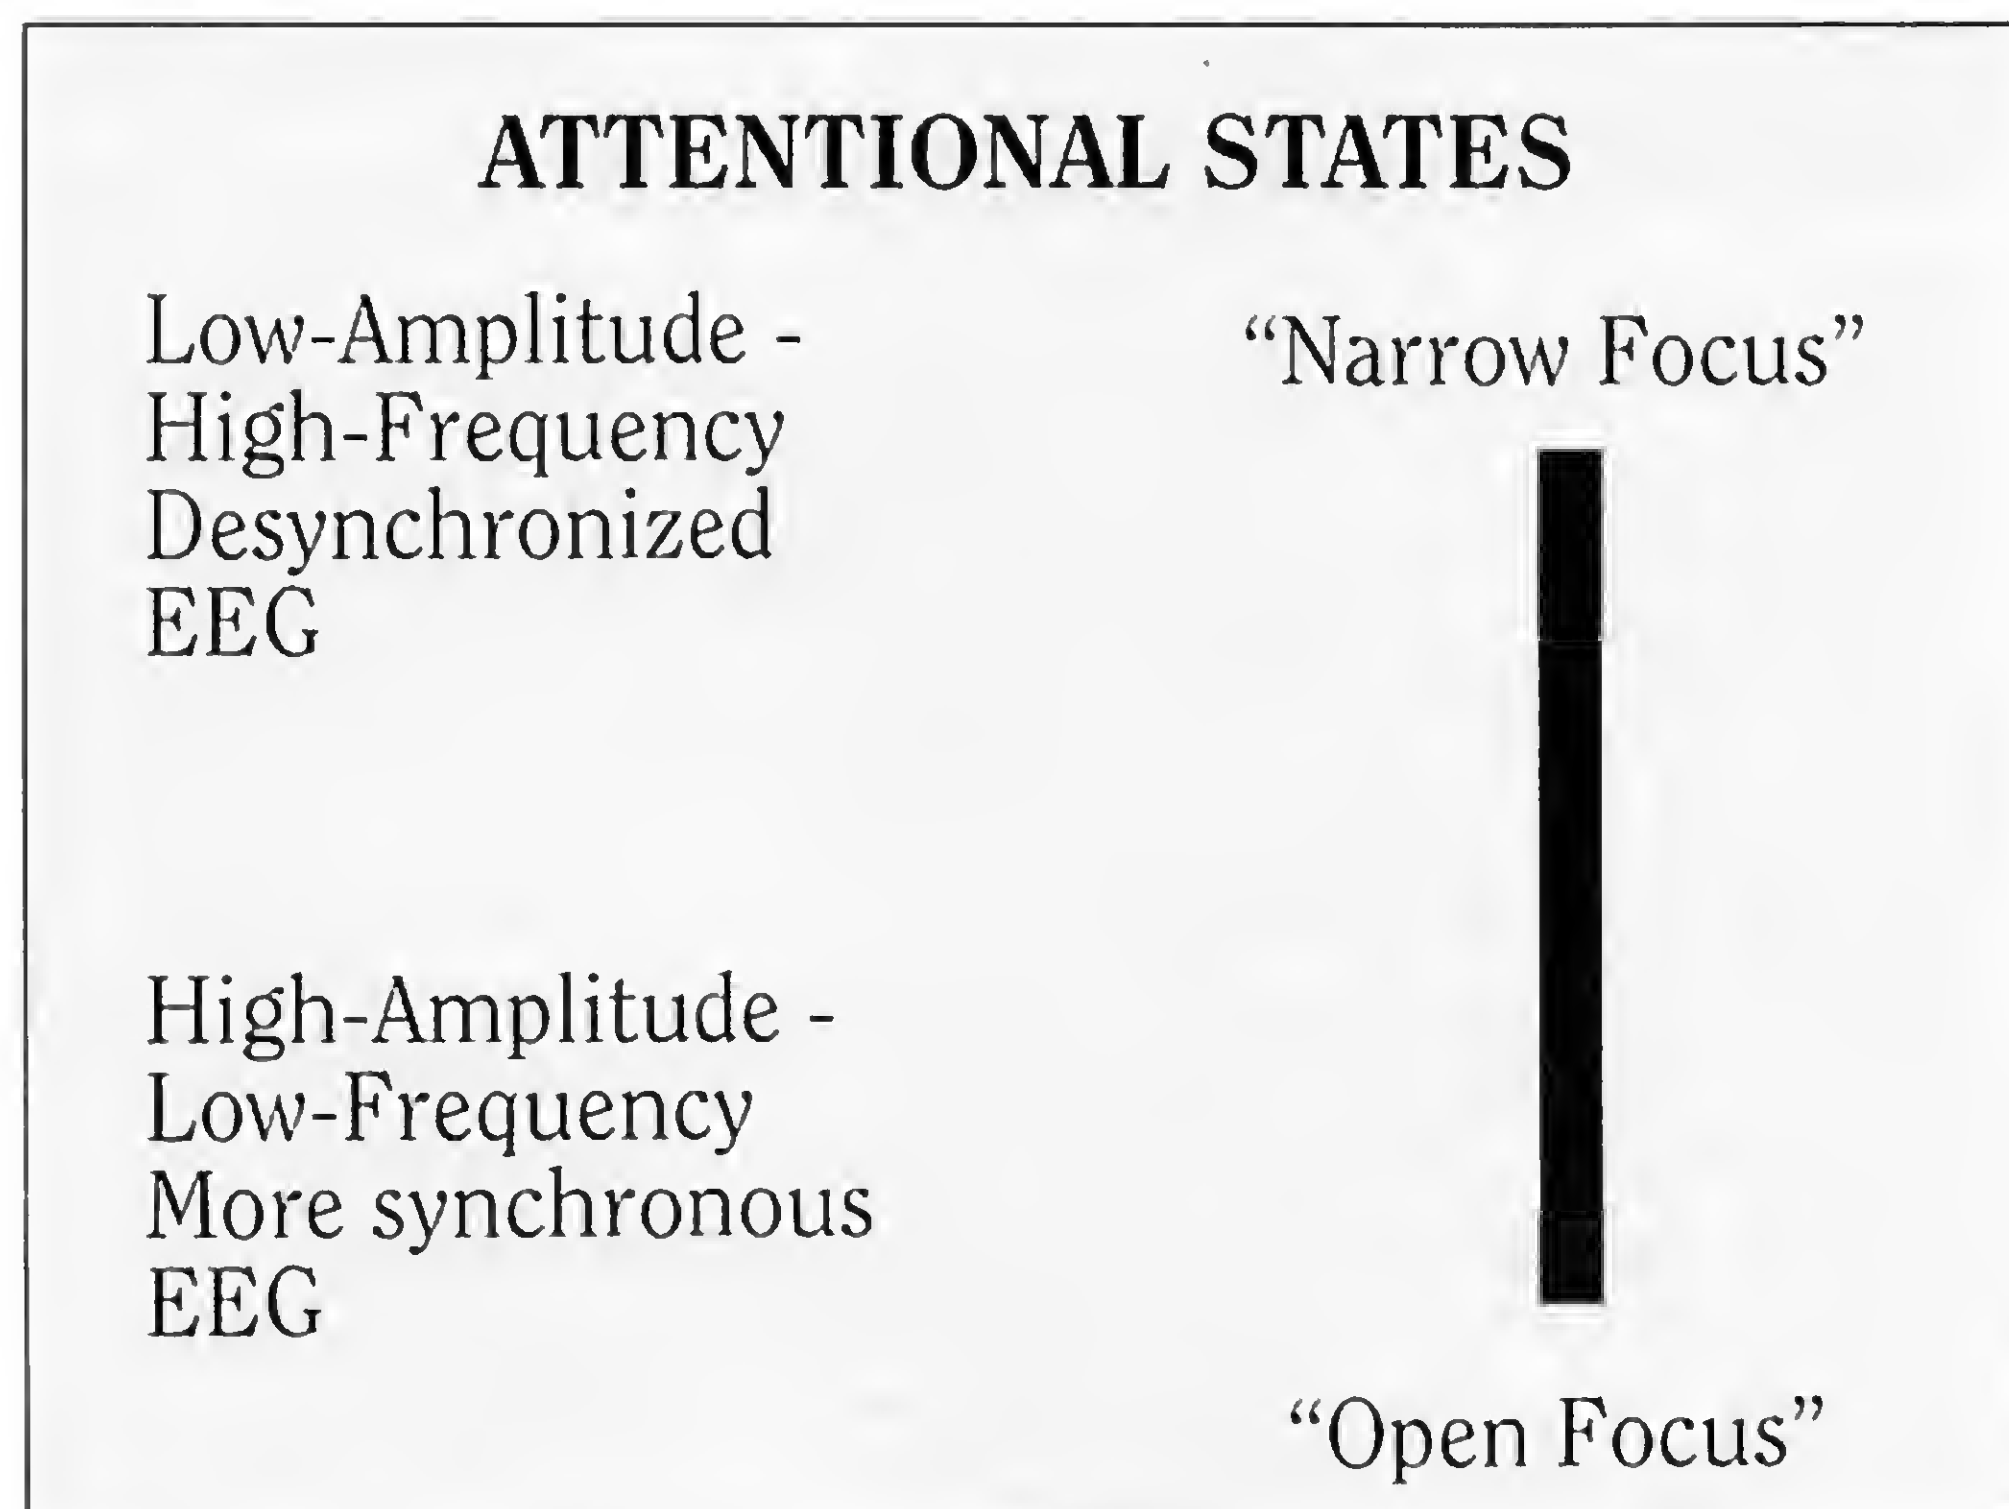 ATTENTIONAL STATES
Low-Amplitude -
High-Frequency
Desynchronized
EEG
High-Amplitude -
Low-Frequency
More synchronous
EEG
“Narrow Focus”
“Open Focus”